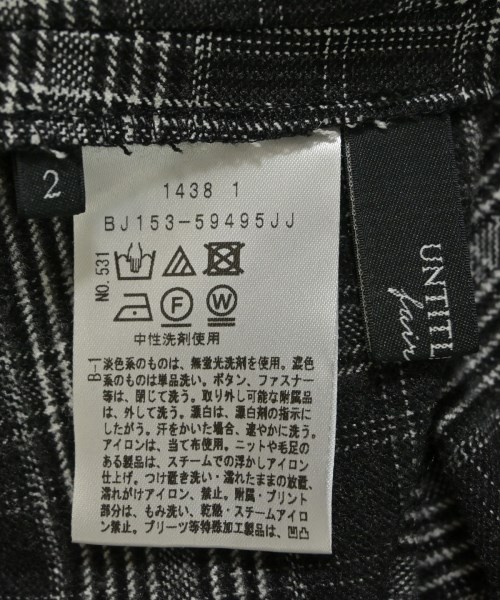 2
1438 1
BJ153-59495JJ
NO.531
F
W
中性洗剤使用
B-1
淡色系のものは、無蛍光洗剤を使用。濃色
系のものは単品洗い。ボタン、ファスナー
等は、閉じて洗う。取り外し可能な附属品
は、外して洗う。漂白は、漂白剤の指示に
したがう。汗をかいた場合、速やかに洗う。
アイロンは、当て布使用。ニットや毛足の
ある製品は、スチームでの浮かしアイロン
仕上げ。つけ置き洗い・濡れたままの放置、
濡れがけアイロン、禁止。附属・プリント
部分は、もみ洗い、乾燥・スチームアイロ
ン禁止。プリーツ等特殊加工製品は、凹凸
UNTITL